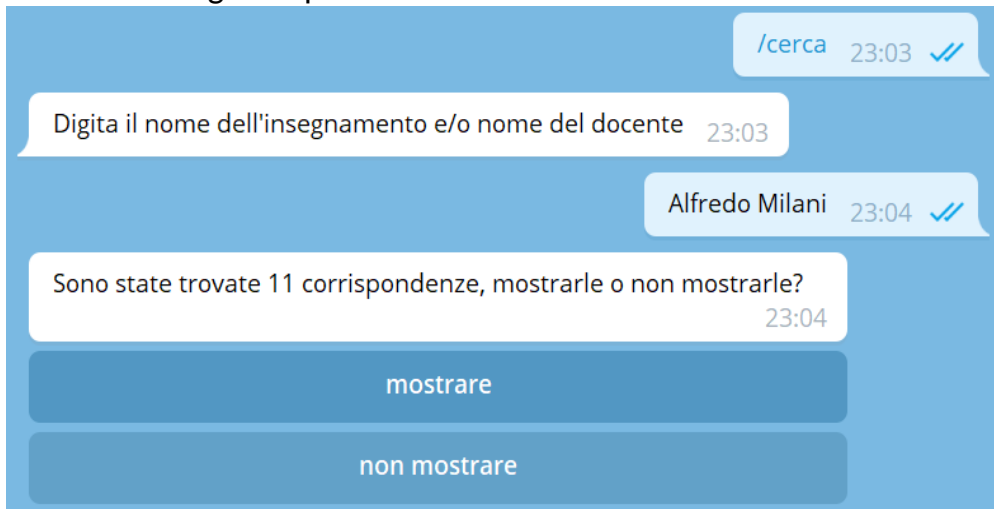 /cerca 23:03
Digita il nome dell'insegnamento e/o nome del docente 23:03
Alfredo Milani 23:04
Sono state trovate 11 corrispondenze, mostrarle o non mostrarle?
23:04
mostrare
non mostrare